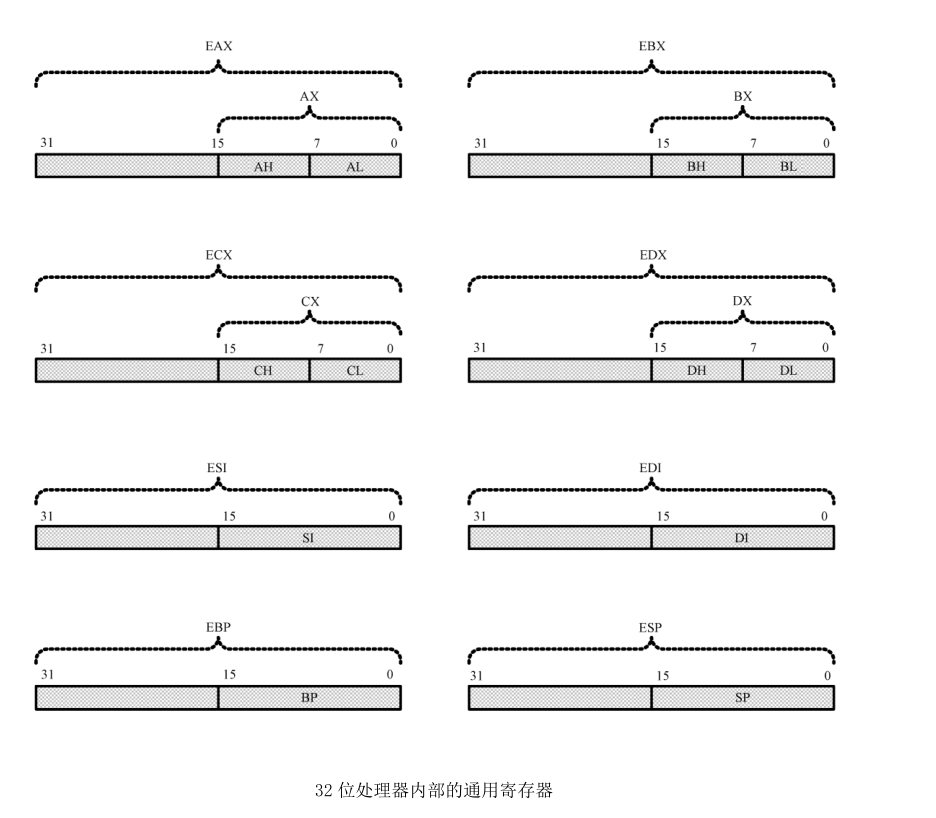 EAX EBX
AX BX
31 15 7 0 31 15 7 0
AH AL BH BL
ECX EDX
CX DX
31 15 7 0 31 15 7 0
CH CL DH DL
ESI EDI
31 15 0 31 15 0
SI DI
EBP ESP
31 15 0 31 15 0
BP SP
32 位处理器内部的通用寄存器